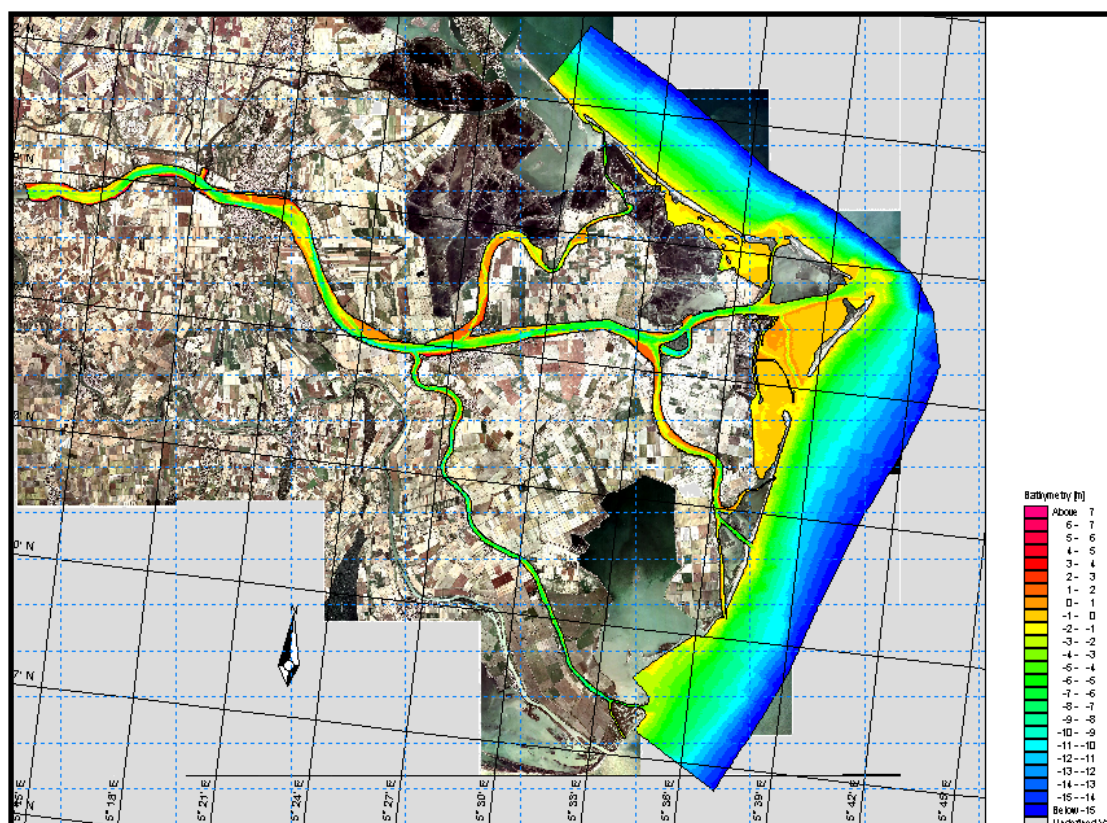 N
Bathymetry [m]
Above 7
6 - 7
5 - 6
4 - 5
3 - 4
2 - 3
1 - 2
0 - 1
-1 - 0
-2 - -1
-3 - -2
-4 - -3
-5 - -4
-6 - -5
-7 - -6
-8 - -7
-9 - -8
-10 - -9
-11 - -10
-12 - -11
-13 - -12
-14 - -13
-15 - -14
Below -15
5° 18' E
5° 21' E
5° 24' E
5° 27' E
5° 30' E
5° 33' E
5° 36' E
5° 39' E
5° 42' E
5° 45' E